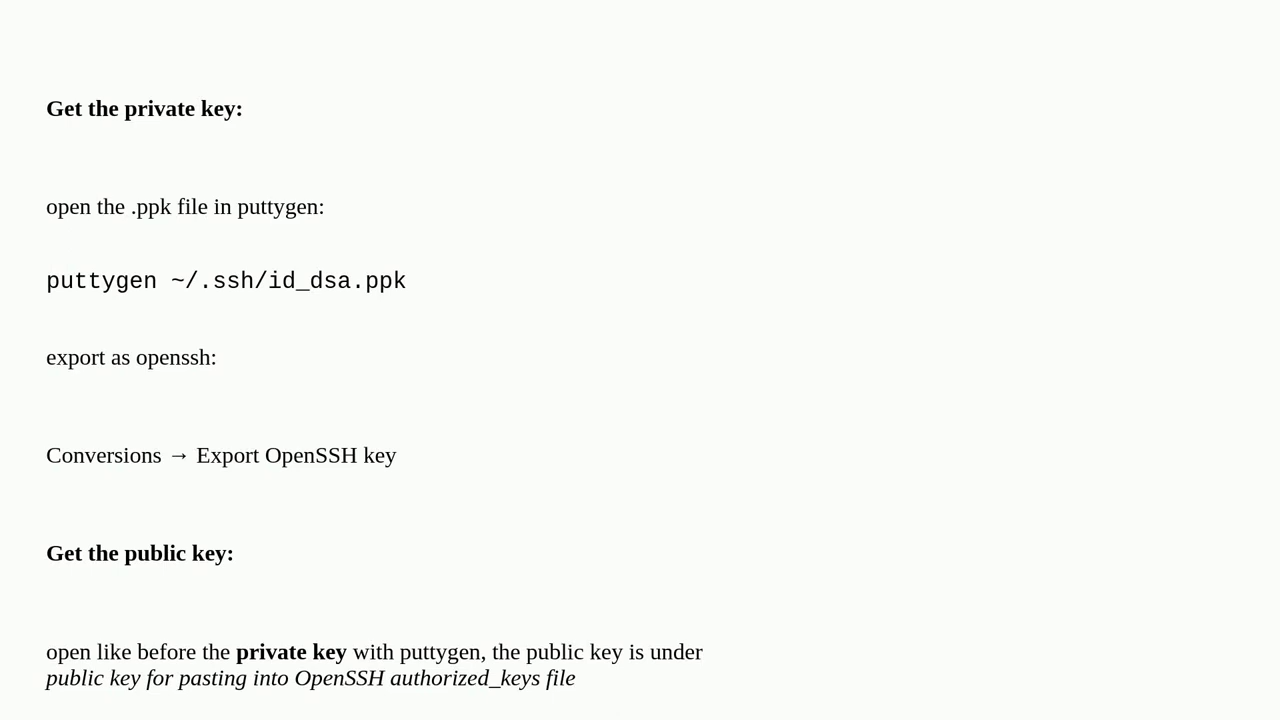 Get the private key:
open the .ppk file in puttygen:
puttygen ~/.ssh/id_dsa.ppk
export as openssh:
Conversions → Export OpenSSH key
Get the public key:
open like before the private key with puttygen, the public key is under
public key for pasting into OpenSSH authorized_keys file